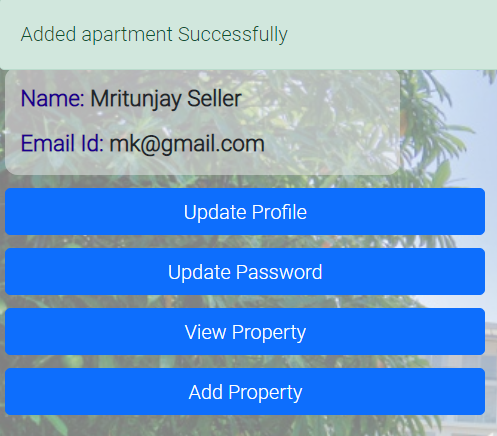 Added apartment Successfully
Name: Mritunjay Seller
Email Id: mk@gmail.com
Update Profile
Update Password
View Property
Add Property